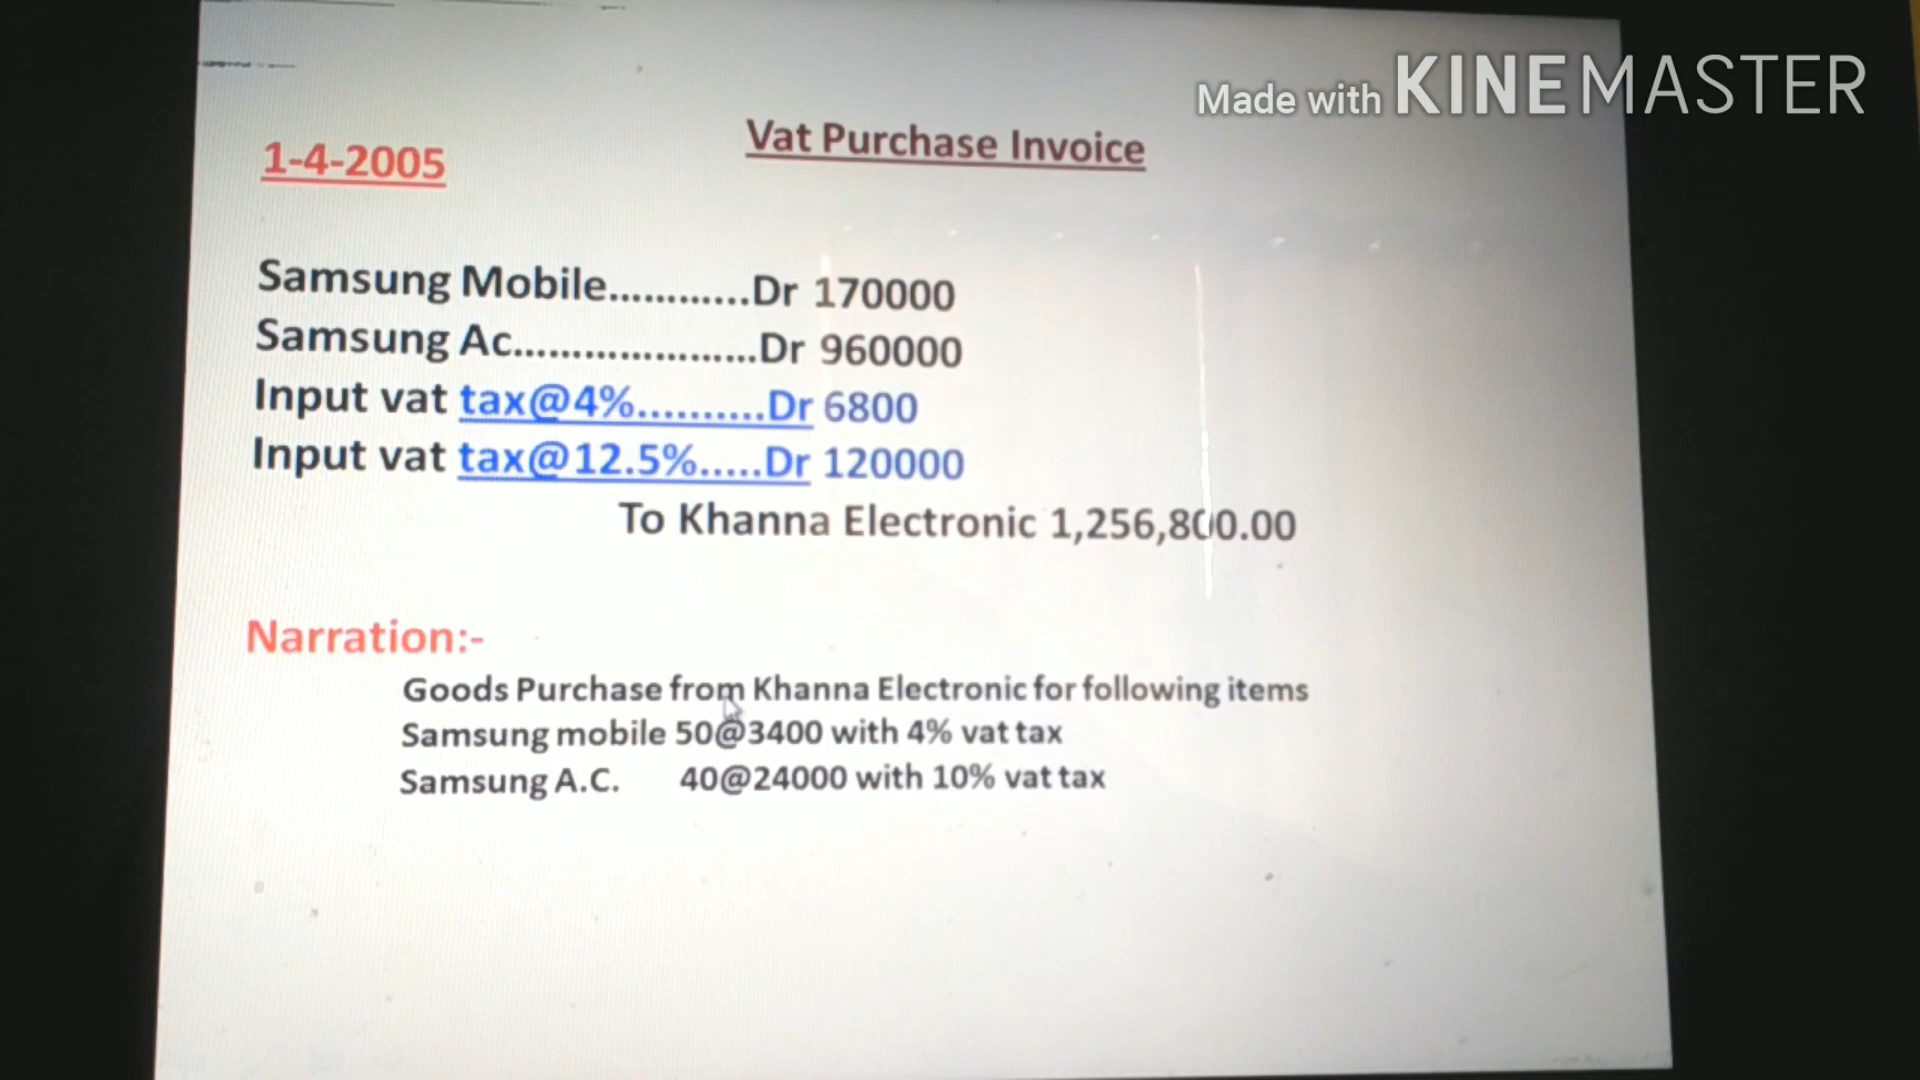 Made with KINEMASTER
Vat Purchase Invoice
1-4-2005
Samsung Mobile............Dr 170000
Samsung Ac.....................Dr 960000
Input vat tax@4%...........Dr 6800
Input vat tax@12.5%.....Dr 120000
To Khanna Electronic 1,256,800.00
Narration:-
Goods Purchase from Khanna Electronic for following items
Samsung mobile 50@3400 with 4% vat tax
Samsung A.C. 40@24000 with 10% vat tax